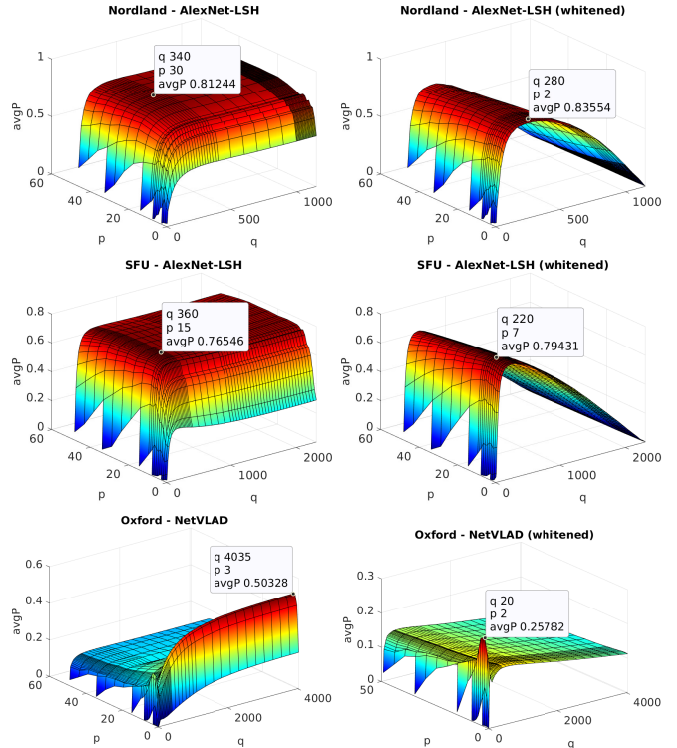 Nordland - AlexNet-LSH
1
0.5
0
avgP
q 340
p 30
avgP 0.81244
60
40
20
0
p
0
500
1000
q
Nordland - AlexNet-LSH (whitened)
1
0.5
0
avgP
q 280
p 2
avgP 0.83554
60
40
20
0
p
0
500
1000
q
SFU - AlexNet-LSH
0.8
0.6
0.4
0.2
0
avgP
q 360
p 15
avgP 0.76546
60
40
20
0
p
0
1000
2000
q
SFU - AlexNet-LSH (whitened)
0.8
0.6
0.4
0.2
0
avgP
q 220
p 7
avgP 0.79431
60
40
20
0
p
0
1000
2000
q
Oxford - NetVLAD
0.6
0.4
0.2
0
avgP
q 4035
p 3
avgP 0.50328
60
40
20
0
p
0
2000
4000
q
Oxford - NetVLAD (whitened)
0.3
0.2
0.1
0
avgP
q 20
p 2
avgP 0.25782
50
0
p
0
2000
4000
q